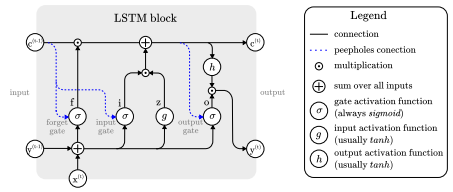 LSTM block
c(t-1)
c(t)
h
input
output
f
i
z
o
σ
σ
g
σ
forget
gate
input
gate
output
gate
y(t-1)
y(t)
x(t)
Legend
connection
peepholes conection
multiplication
sum over all inputs
σ gate activation function
(always sigmoid)
g input activation function
(usually tanh)
h output activation function
(usually tanh)